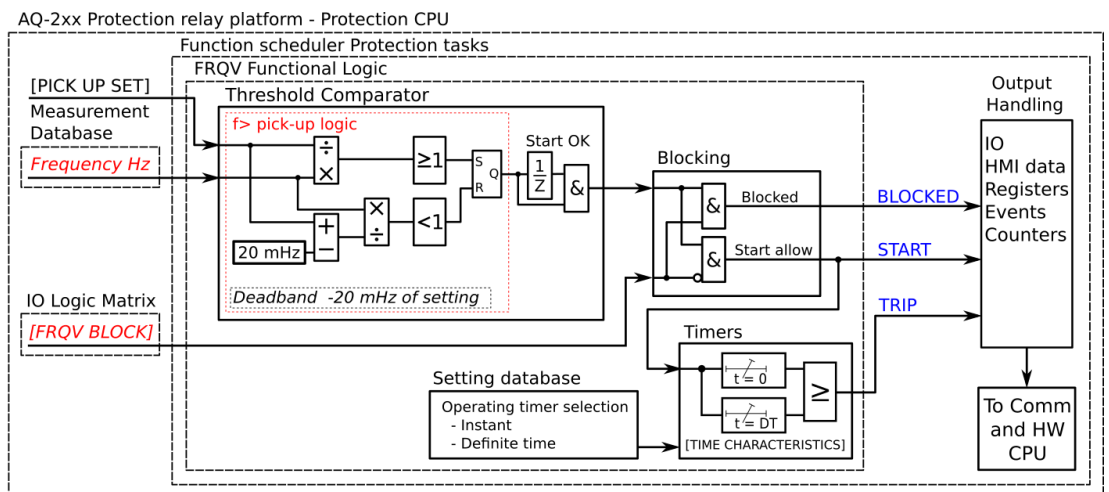 AQ-2xx Protection relay platform - Protection CPU
Function scheduler Protection tasks
FRQV Functional Logic
[PICK UP SET]
Measurement
Database
Frequency Hz
Threshold Comparator
f> pick-up logic
÷
×
≥1
S
R
Q
×
÷
<1
+
−
20 mHz
Deadband -20 mHz of setting
Start OK
1
Z
&
IO Logic Matrix
[FRQV BLOCK]
Blocking
&
Blocked
&
Start allow
BLOCKED
START
TRIP
Timers
t = 0
t = DT
≥
[TIME CHARACTERISTICS]
Setting database
Operating timer selection
- Instant
- Definite time
Output
Handling
IO
HMI data
Registers
Events
Counters
To Comm
and HW
CPU